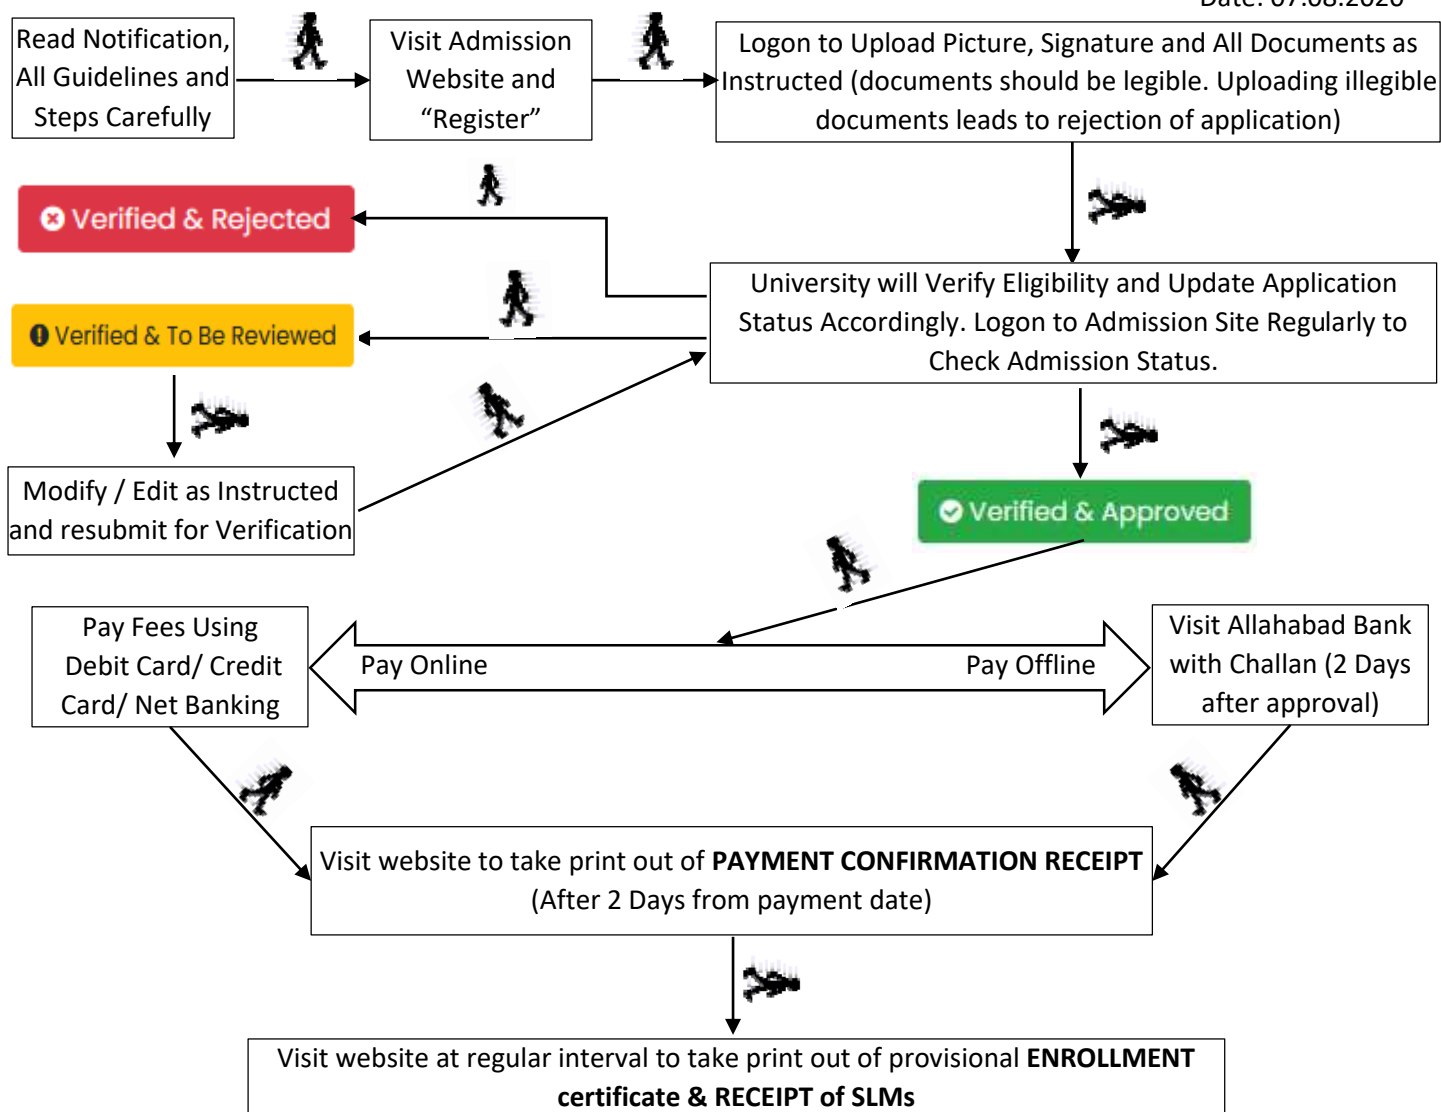 Date: 07.08.2020
Read Notification,
All Guidelines and
Steps Carefully
Visit Admission
Website and
“Register”
Logon to Upload Picture, Signature and All Documents as
Instructed (documents should be legible. Uploading illegible
documents leads to rejection of application)
Verified & Rejected
Verified & To Be Reviewed
University will Verify Eligibility and Update Application
Status Accordingly. Logon to Admission Site Regularly to
Check Admission Status.
Modify / Edit as Instructed
and resubmit for Verification
Verified & Approved
Pay Fees Using
Debit Card/ Credit
Card/ Net Banking
Pay Online
Pay Offline
Visit Allahabad Bank
with Challan (2 Days
after approval)
Visit website to take print out of PAYMENT CONFIRMATION RECEIPT
(After 2 Days from payment date)
Visit website at regular interval to take print out of provisional ENROLLMENT
certificate & RECEIPT of SLMs